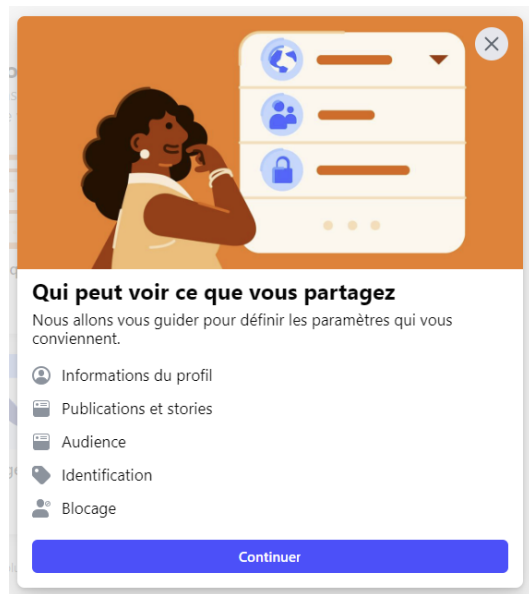 Qui peut voir ce que vous partagez
Nous allons vous guider pour définir les paramètres qui vous
conviennent.
Informations du profil
Publications et stories
Audience
Identification
Blocage
Continuer